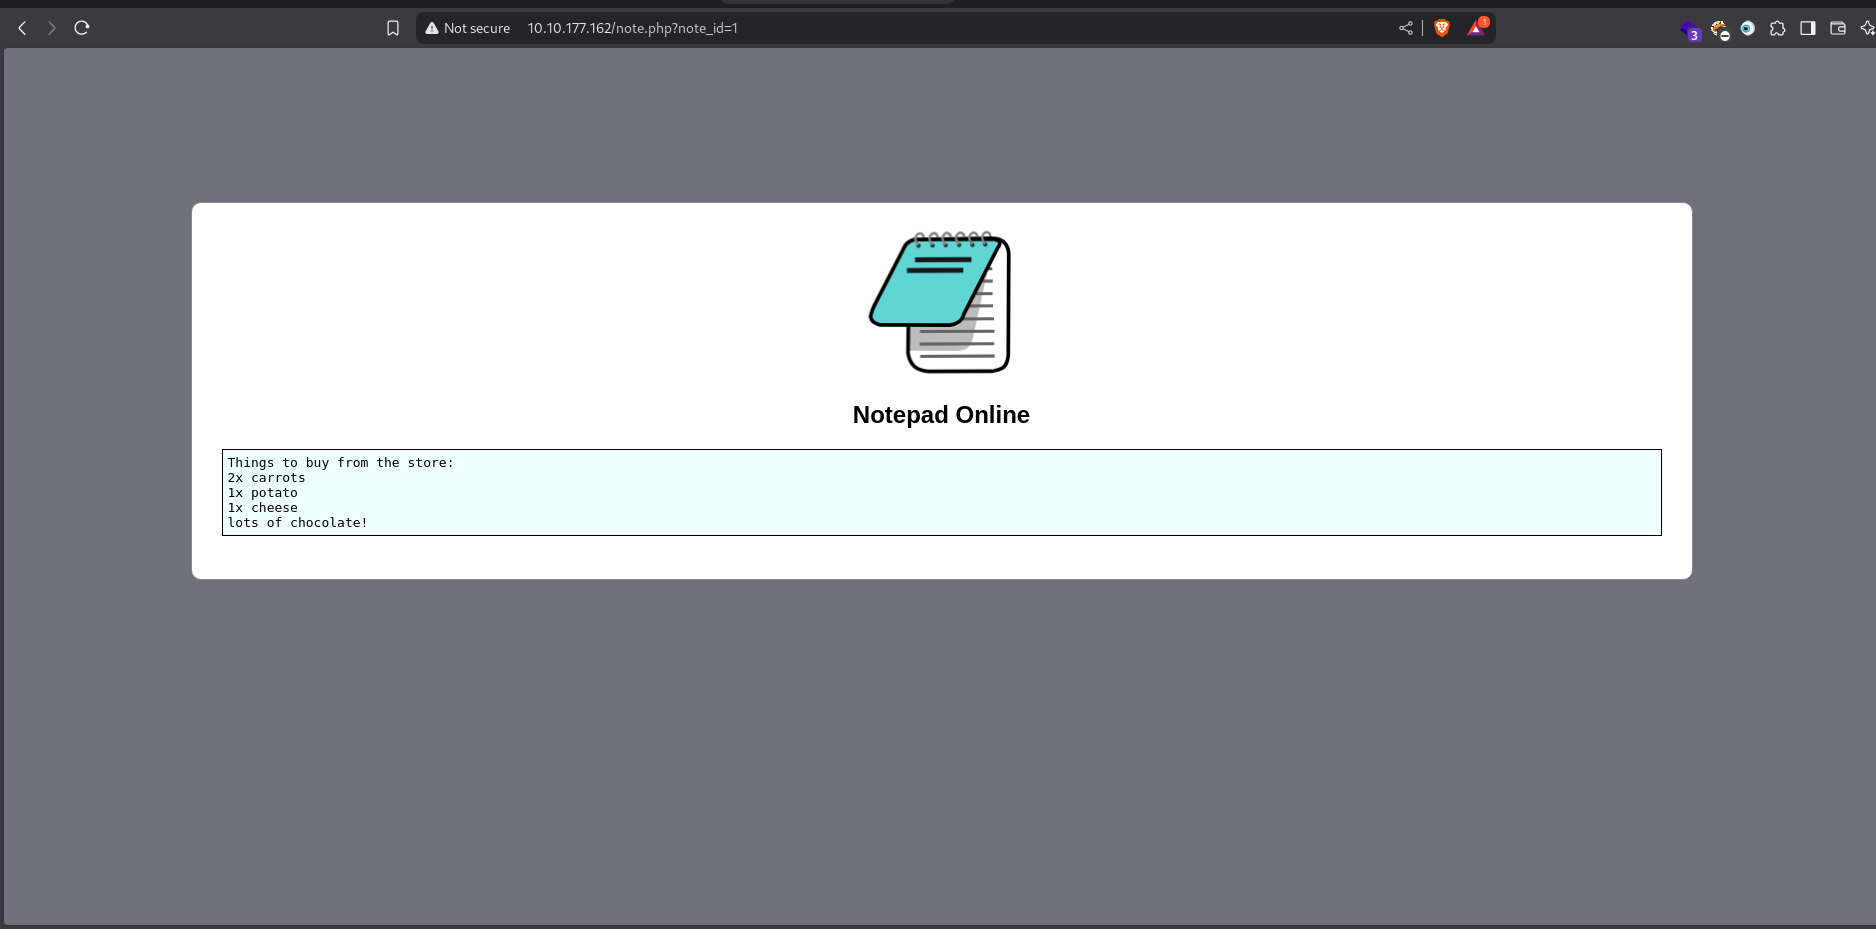 Not secure 10.10.177.162/note.php?note_id=1
1
3
Notepad Online
Things to buy from the store:
2x carrots
1x potato
1x cheese
lots of chocolate!